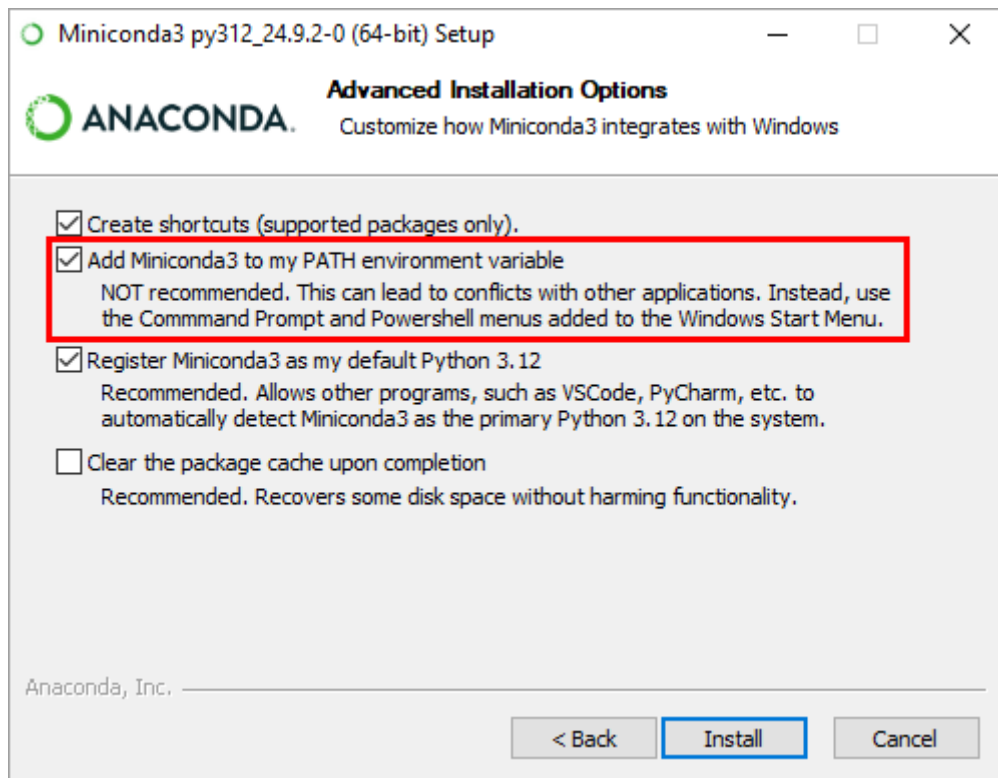 Miniconda3 py312_24.9.2-0 (64-bit) Setup
ANACONDA.
Advanced Installation Options
Customize how Miniconda3 integrates with Windows
Create shortcuts (supported packages only).
Add Miniconda3 to my PATH environment variable
NOT recommended. This can lead to conflicts with other applications. Instead, use
the Commmand Prompt and Powershell menus added to the Windows Start Menu.
Register Miniconda3 as my default Python 3.12
Recommended. Allows other programs, such as VSCode, PyCharm, etc. to
automatically detect Miniconda3 as the primary Python 3.12 on the system.
Clear the package cache upon completion
Recommended. Recovers some disk space without harming functionality.
Anaconda, Inc.
< Back
Install
Cancel